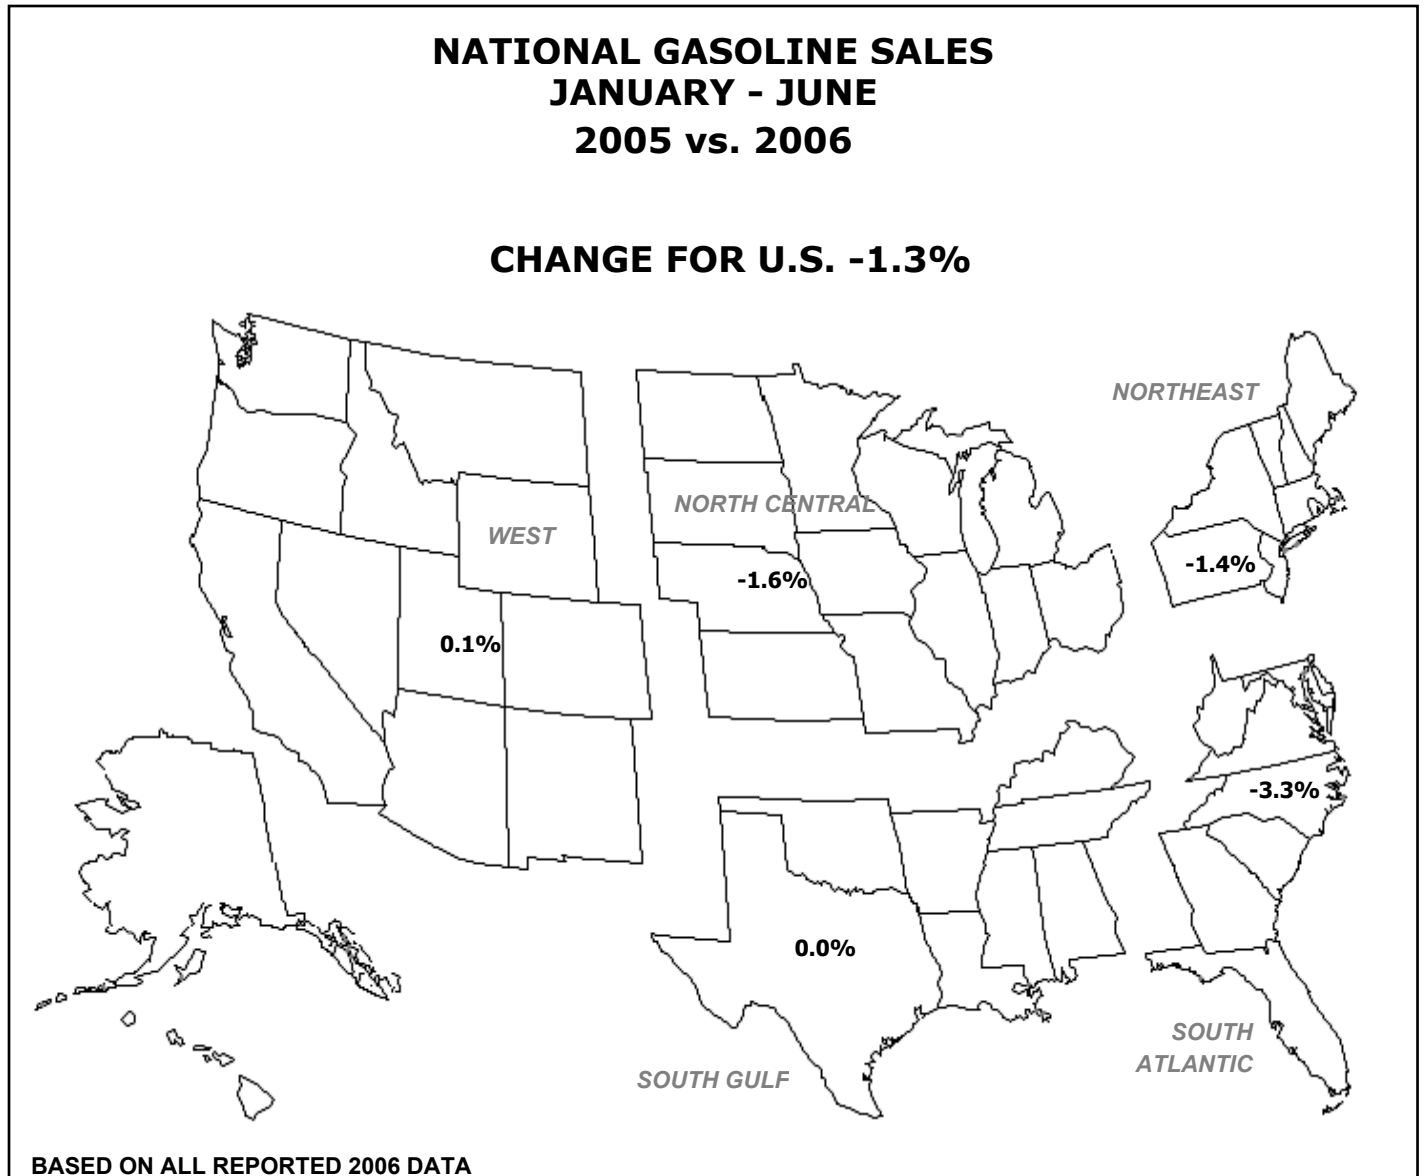 NATIONAL GASOLINE SALES
JANUARY - JUNE
2005 vs. 2006
CHANGE FOR U.S. -1.3%
NORTHEAST
NORTH CENTRAL
WEST
-1.4%
-1.6%
0.1%
-3.3%
0.0%
SOUTH
ATLANTIC
SOUTH GULF
BASED ON ALL REPORTED 2006 DATA